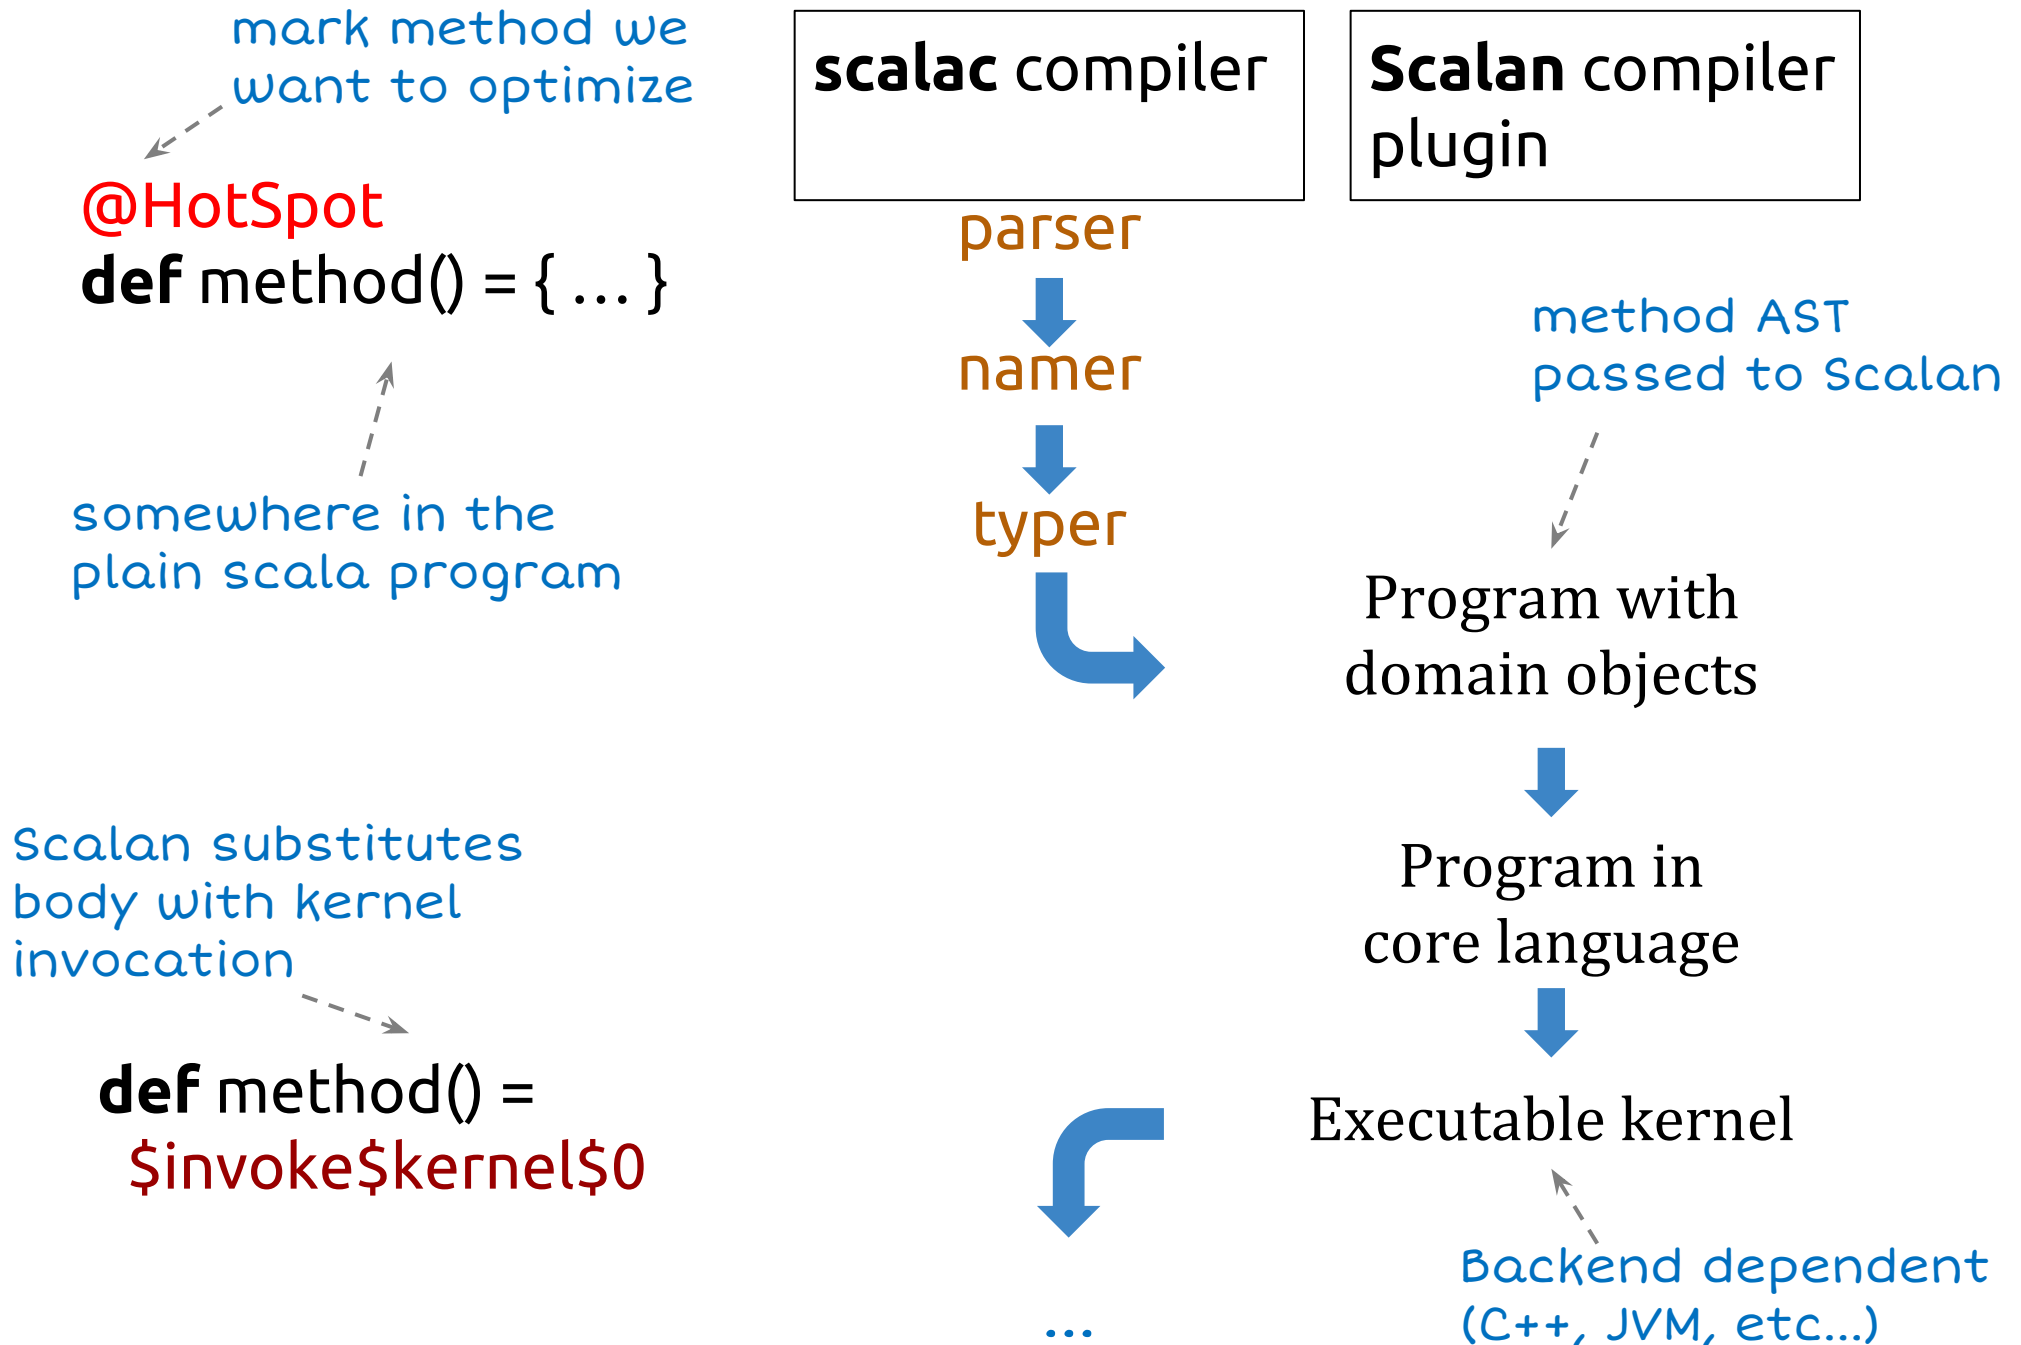 mark method we
want to optimize
@HotSpot
def method() = { ... }
somewhere in the
plain scala program
Scalan substitutes
body with kernel
invocation
def method() =
$invoke$kernel$0
scalac compiler
parser
namer
typer
...
Scalan compiler
plugin
method AST
passed to Scalan
Program with
domain objects
Program in
core language
Executable kernel
Backend dependent
(C++, JVM, etc...)